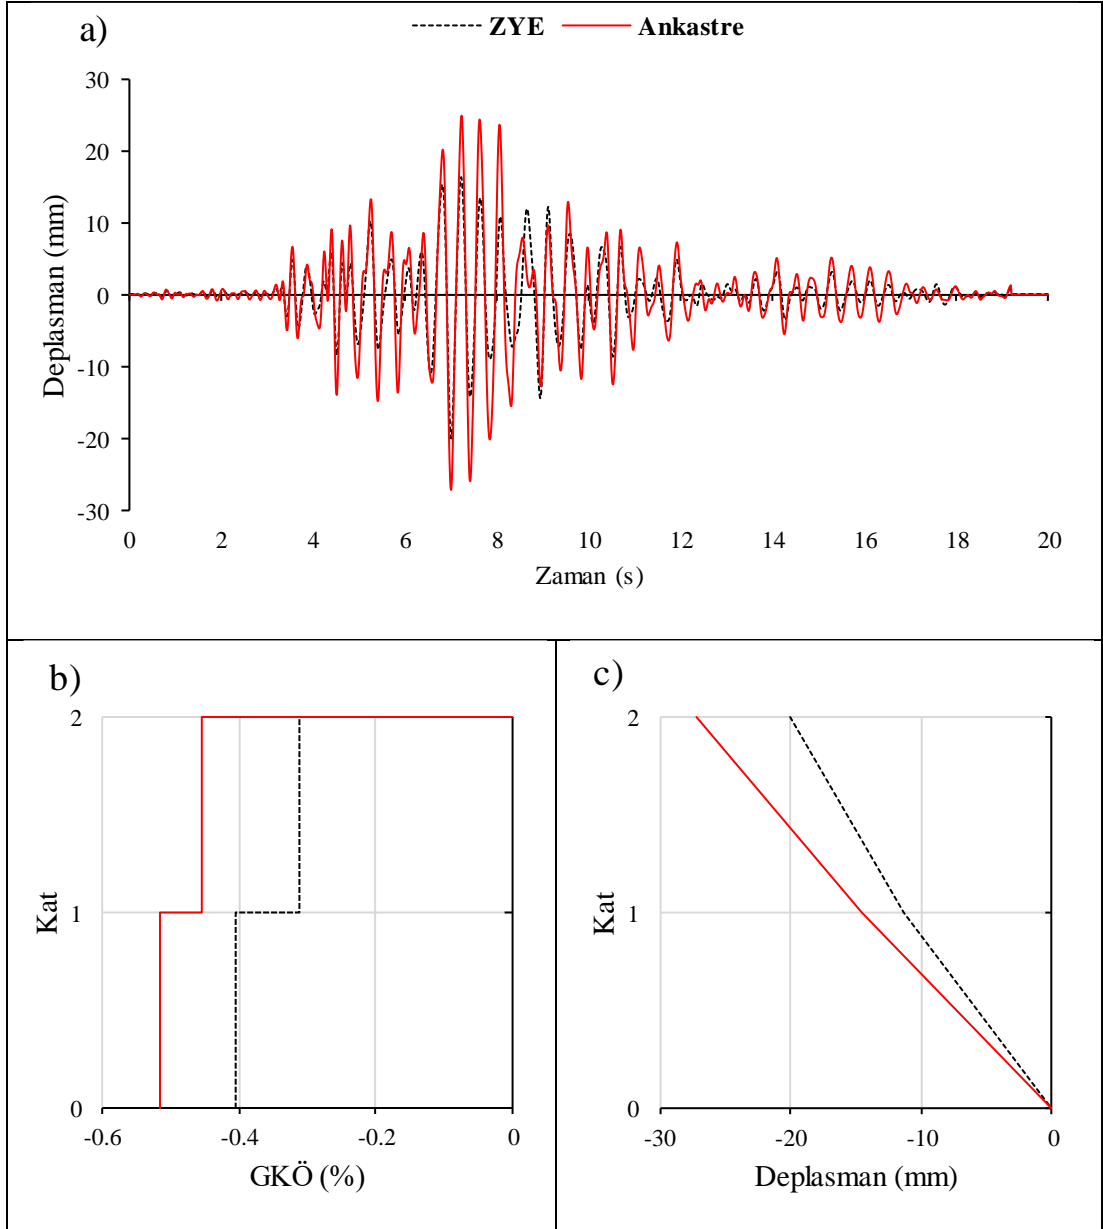 a)
ZYE Ankastre
30
20
10
0
-10
-20
-30
Deplasman (mm)
0 2 4 6 8 10 12 14 16 18 20
Zaman (s)
b)
2
1
0
Kat
-0.6 -0.4 -0.2 0
GKÖ (%)
c)
2
1
0
Kat
-30 -20 -10 0
Deplasman (mm)